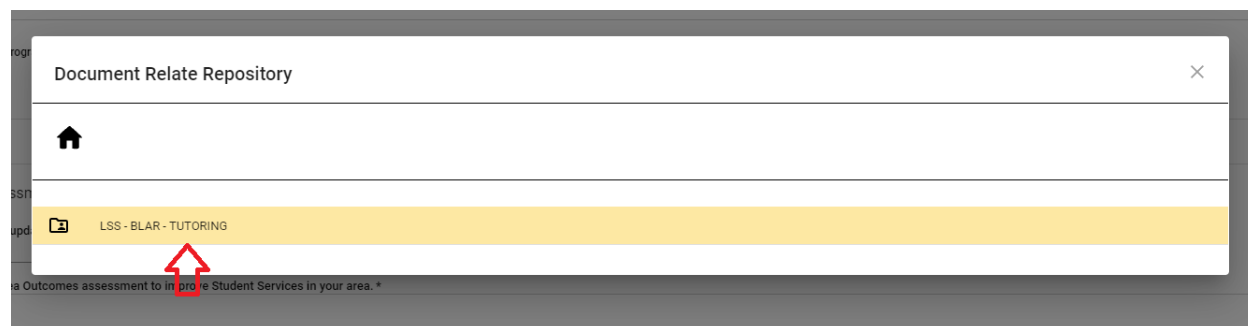 Document Relate Repository
LSS - BLAR - TUTORING
Outcomes assessment to improve Student Services in your area. *